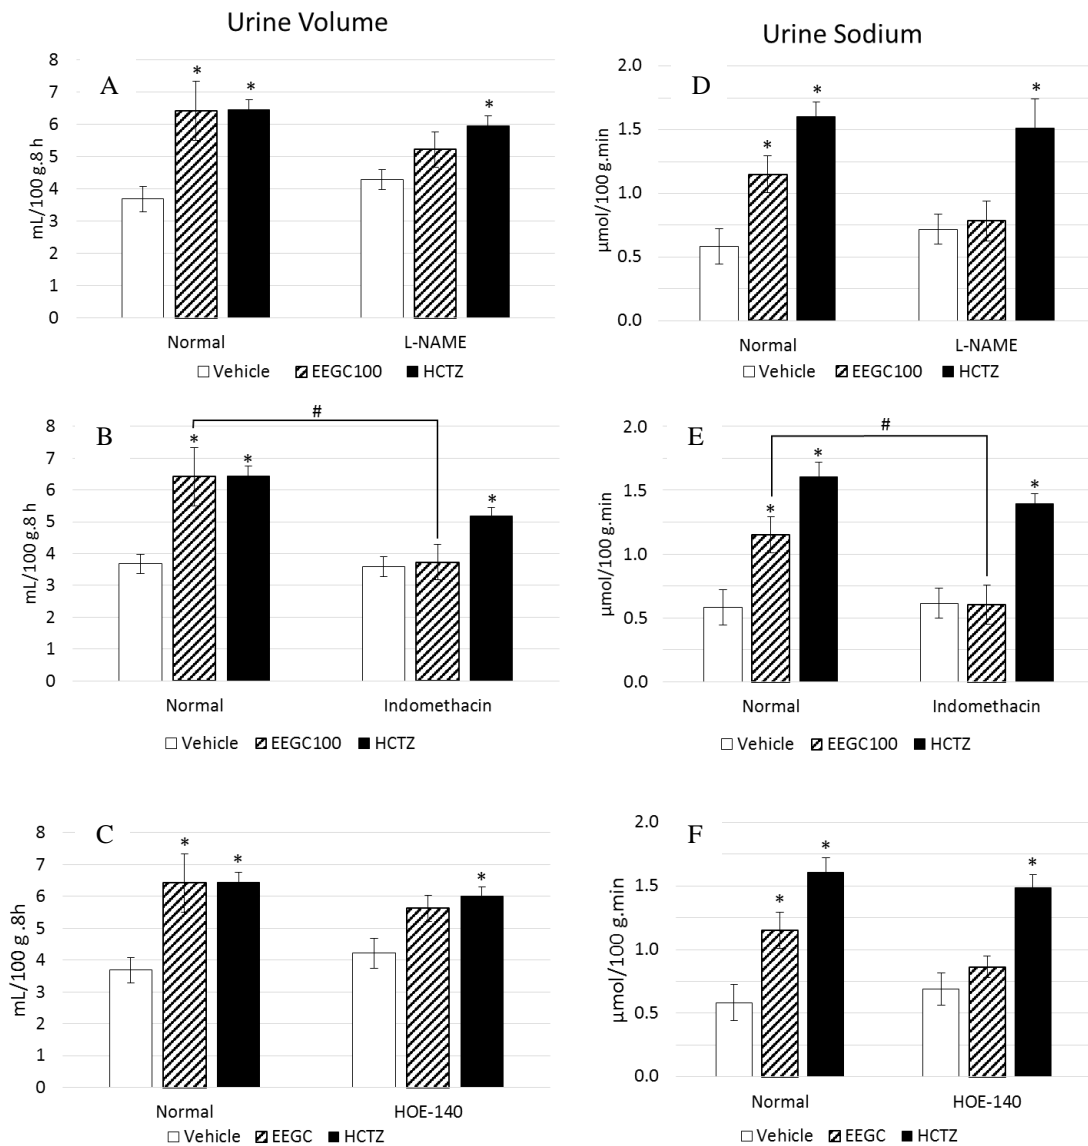 Urine Volume
Urine Sodium
A
mL/100 g.8 h
8
7
6
5
4
3
2
1
0
* * *
Normal L-NAME
Vehicle EEGC100 HCTZ
D
µmol/100 g.min
2.0
1.5
1.0
0.5
0.0
* * *
Normal L-NAME
Vehicle EEGC100 HCTZ
B
mL/100 g.8 h
8
7
6
5
4
3
2
1
0
#
* * *
Normal Indomethacin
Vehicle EEGC100 HCTZ
E
µmol/100 g.min
2.0
1.5
1.0
0.5
0.0
#
* * *
Normal Indomethacin
Vehicle EEGC100 HCTZ
C
mL/100 g .8h
8
7
6
5
4
3
2
1
0
* * *
Normal HOE-140
Vehicle EEGC HCTZ
F
µmol/100 g.min
2.0
1.5
1.0
0.5
0.0
* * *
Normal HOE-140
Vehicle EEGC HCTZ